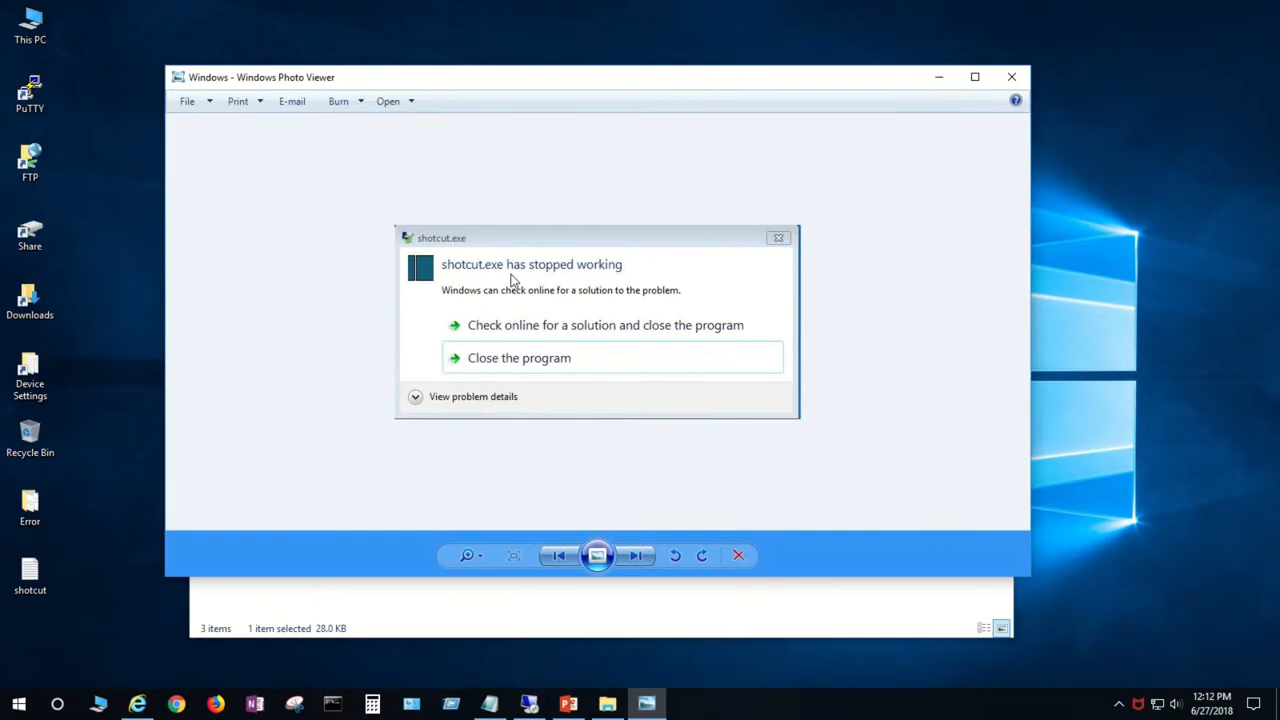 This PC
PuTTY
FTP
Share
Downloads
Device
Settings
Recycle Bin
Error
shotcut
Windows - Windows Photo Viewer
File Print E-mail Burn Open
shotcut.exe
shotcut.exe has stopped working
Windows can check online for a solution to the problem.
Check online for a solution and close the program
Close the program
View problem details
3 items 1 item selected 28.0 KB
12:12 PM
6/27/2018